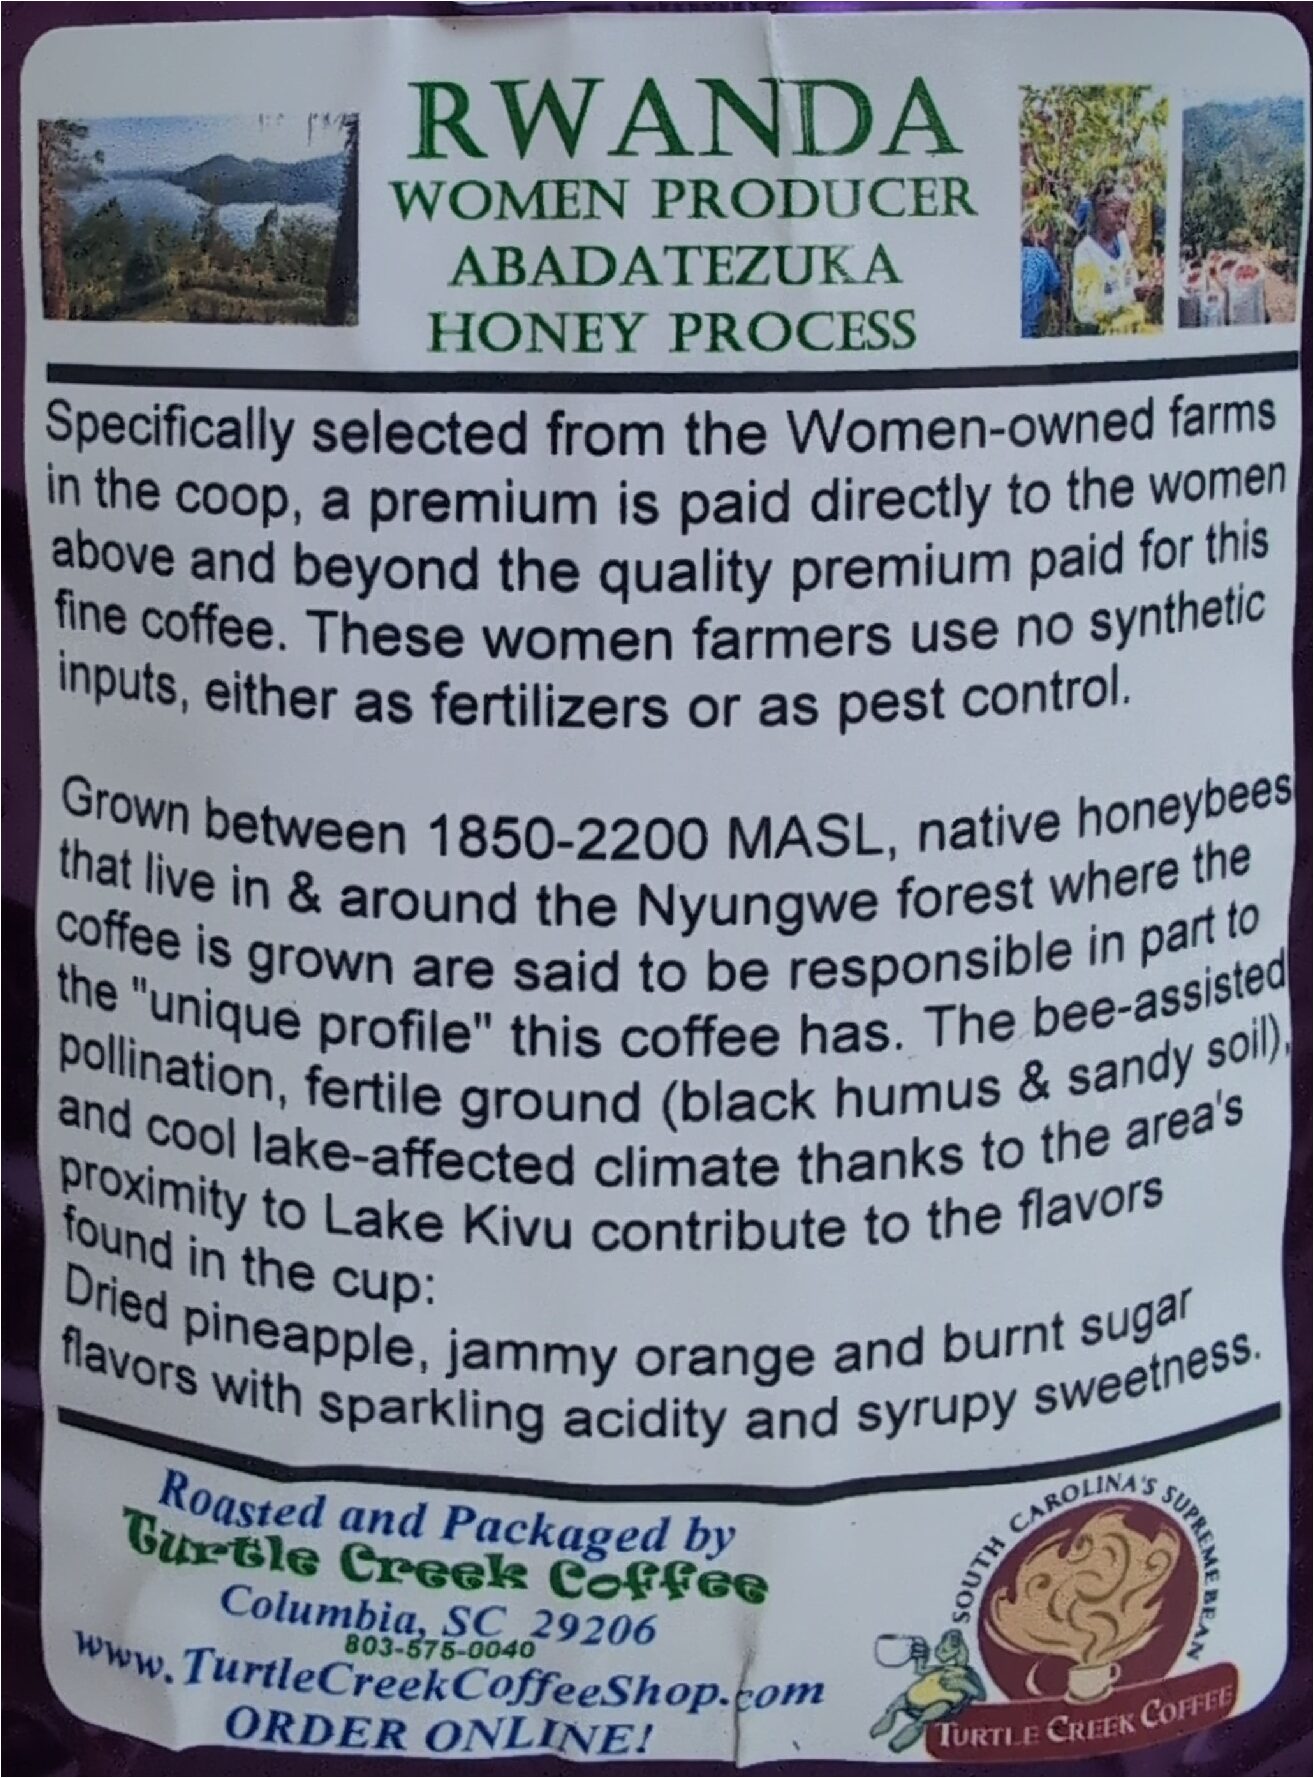 RWANDA
WOMEN PRODUCER
ABADATEZUKA
HONEY PROCESS
Specifically selected from the Women-owned farms
in the coop, a premium is paid directly to the women
above and beyond the quality premium paid for this
fine coffee. These women farmers use no synthetic
inputs, either as fertilizers or as pest control.
Grown between 1850-2200 MASL, native honeybees
that live in & around the Nyungwe forest where the
coffee is grown are said to be responsible in part to
the "unique profile" this coffee has. The bee-assisted
pollination, fertile ground (black humus & sandy soil),
and cool lake-affected climate thanks to the area's
proximity to Lake Kivu contribute to the flavors
found in the cup:
Dried pineapple, jammy orange and burnt sugar
flavors with sparkling acidity and syrupy sweetness.
Roasted and Packaged by
Turtle Creek Coffee
Columbia, SC 29206
803-575-0040
www.TurtleCreekCoffeeShop.com
ORDER ONLINE!
SOUTH CAROLINA'S SUPREME BEAN
TURTLE CREEK COFFEE